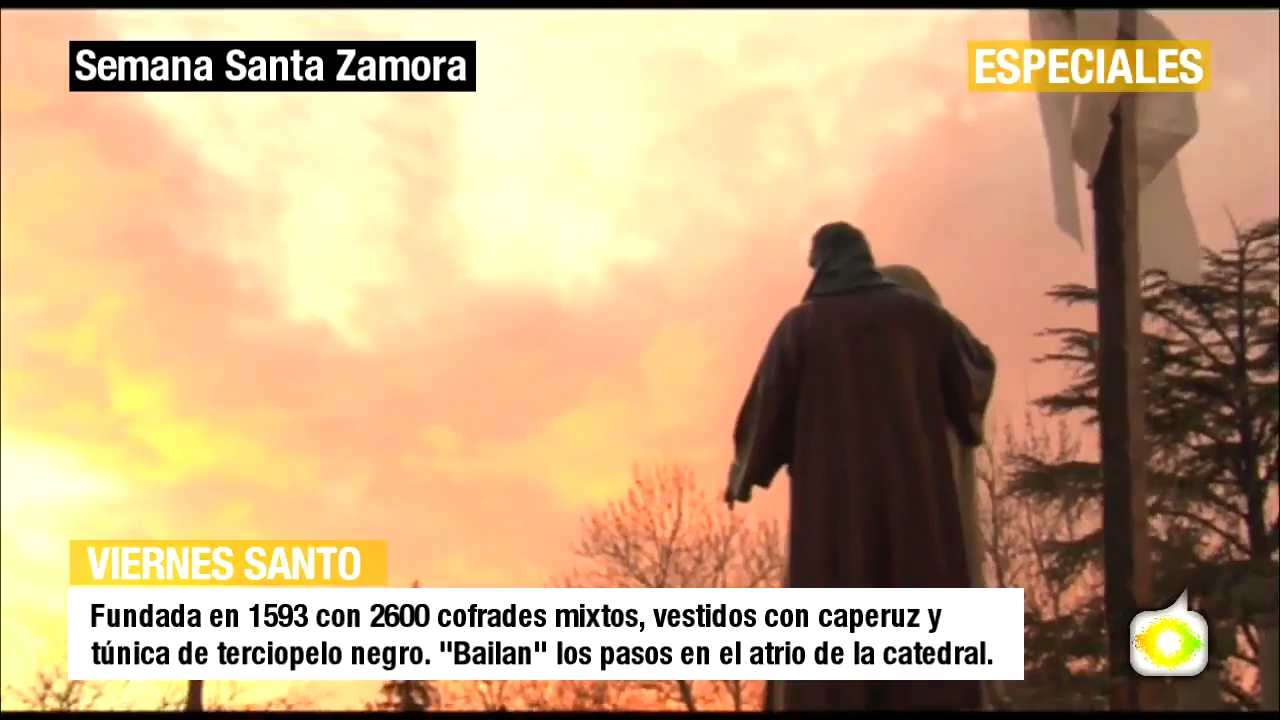 Semana Santa Zamora
ESPECIALES
VIERNES SANTO
Fundada en 1593 con 2600 cofrades mixtos, vestidos con caperuz y
túnica de terciopelo negro. "Bailan" los pasos en el atrio de la catedral.